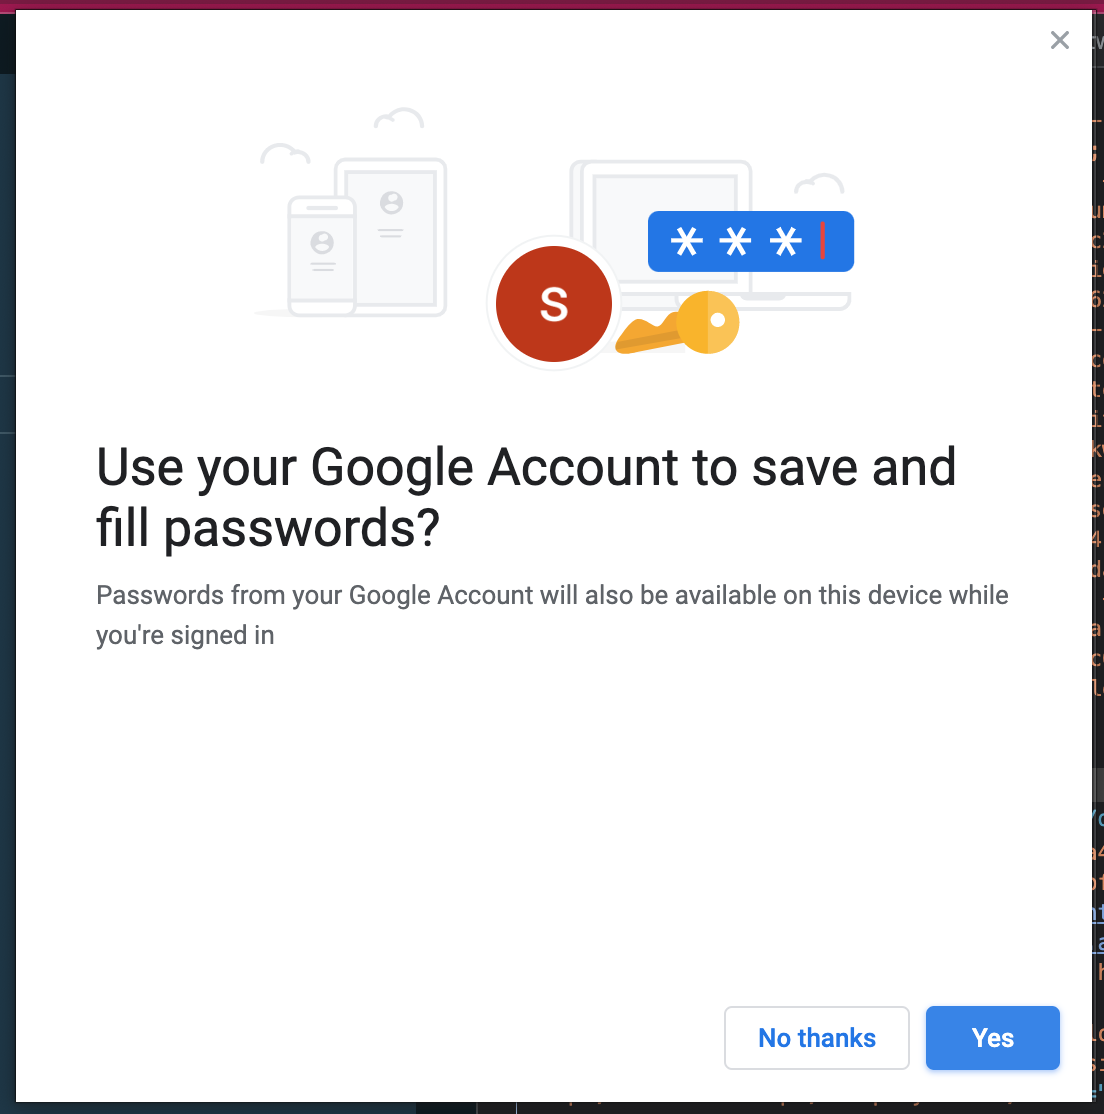 S
***
Use your Google Account to save and
fill passwords?
Passwords from your Google Account will also be available on this device while
you're signed in
No thanks
Yes